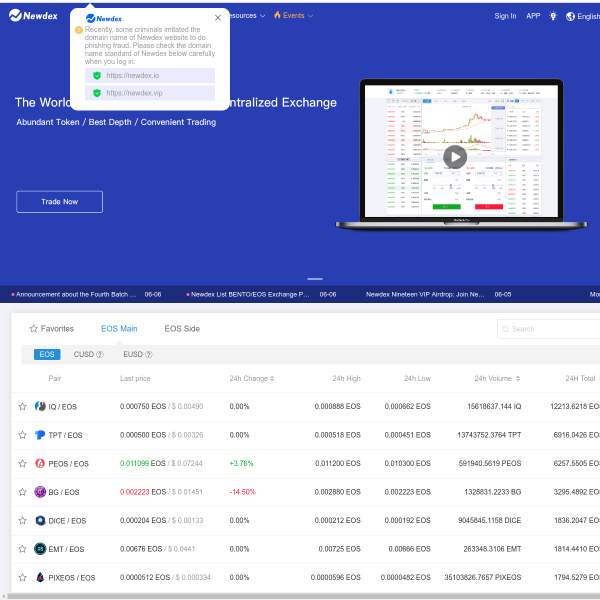 Newdex
esources
Events
Sign In
APP
English
Newdex
Recently, some criminals imitated the
domain name of Newdex website to do
phishing fraud. Please check the domain
name standard of Newdex below carefully
when you log in.
https://newdex.io
https://newdex.vip
The World
ntralized Exchange
Abundant Token / Best Depth / Convenient Trading
Trade Now
Announcement about the Fourth Batch ... 06-06
Newdex List BENTO/EOS Exchange P... 06-06
Newdex Nineteen VIP Airdrop: Join Ne... 06-05
Mor
Favorites EOS Main EOS Side
Search
EOS CUSD EUSD
Pair Last price 24h Change 24h High 24h Low 24h Volume 24H Total
IQ / EOS 0.000750 EOS / $ 0.00490 0.00% 0.000888 EOS 0.000662 EOS 15618637.144 IQ 12213.6218 EOS
TPT / EOS 0.000500 EOS / $ 0.00326 0.00% 0.000518 EOS 0.000451 EOS 13743752.3764 TPT 6916.0426 EOS
PEOS / EOS 0.011099 EOS / $ 0.07244 +3.76% 0.011200 EOS 0.010300 EOS 591940.5619 PEOS 6257.5505 EOS
BG / EOS 0.002223 EOS / $ 0.01451 -14.50% 0.002880 EOS 0.002223 EOS 1328831.2233 BG 3295.4892 EOS
DICE / EOS 0.000204 EOS / $ 0.00133 0.00% 0.000212 EOS 0.000192 EOS 9045845.1158 DICE 1836.2047 EOS
EMT / EOS 0.00676 EOS / $ 0.0441 0.00% 0.00725 EOS 0.00666 EOS 263348.3106 EMT 1814.4410 EOS
PIXEOS / EOS 0.0000512 EOS / $ 0.000334 0.00% 0.0000596 EOS 0.0000482 EOS 35103826.7657 PIXEOS 1794.5279 EOS